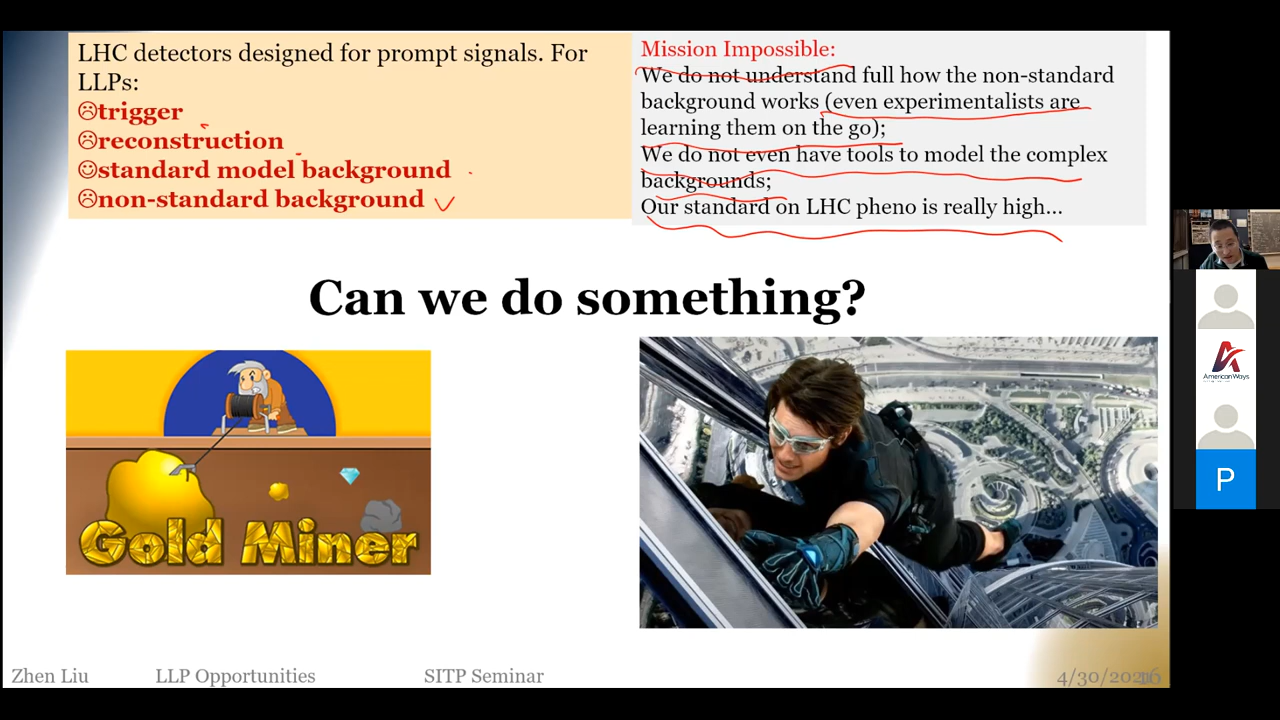 LHC detectors designed for prompt signals. For
LLPs:
☹trigger
☹reconstruction
☺standard model background
☹non-standard background
Mission Impossible:
We do not understand full how the non-standard
background works (even experimentalists are
learning them on the go);
We do not even have tools to model the complex
backgrounds;
Our standard on LHC pheno is really high...
Can we do something?
Gold Miner
AmericanWays
P
Zhen Liu
LLP Opportunities
SITP Seminar